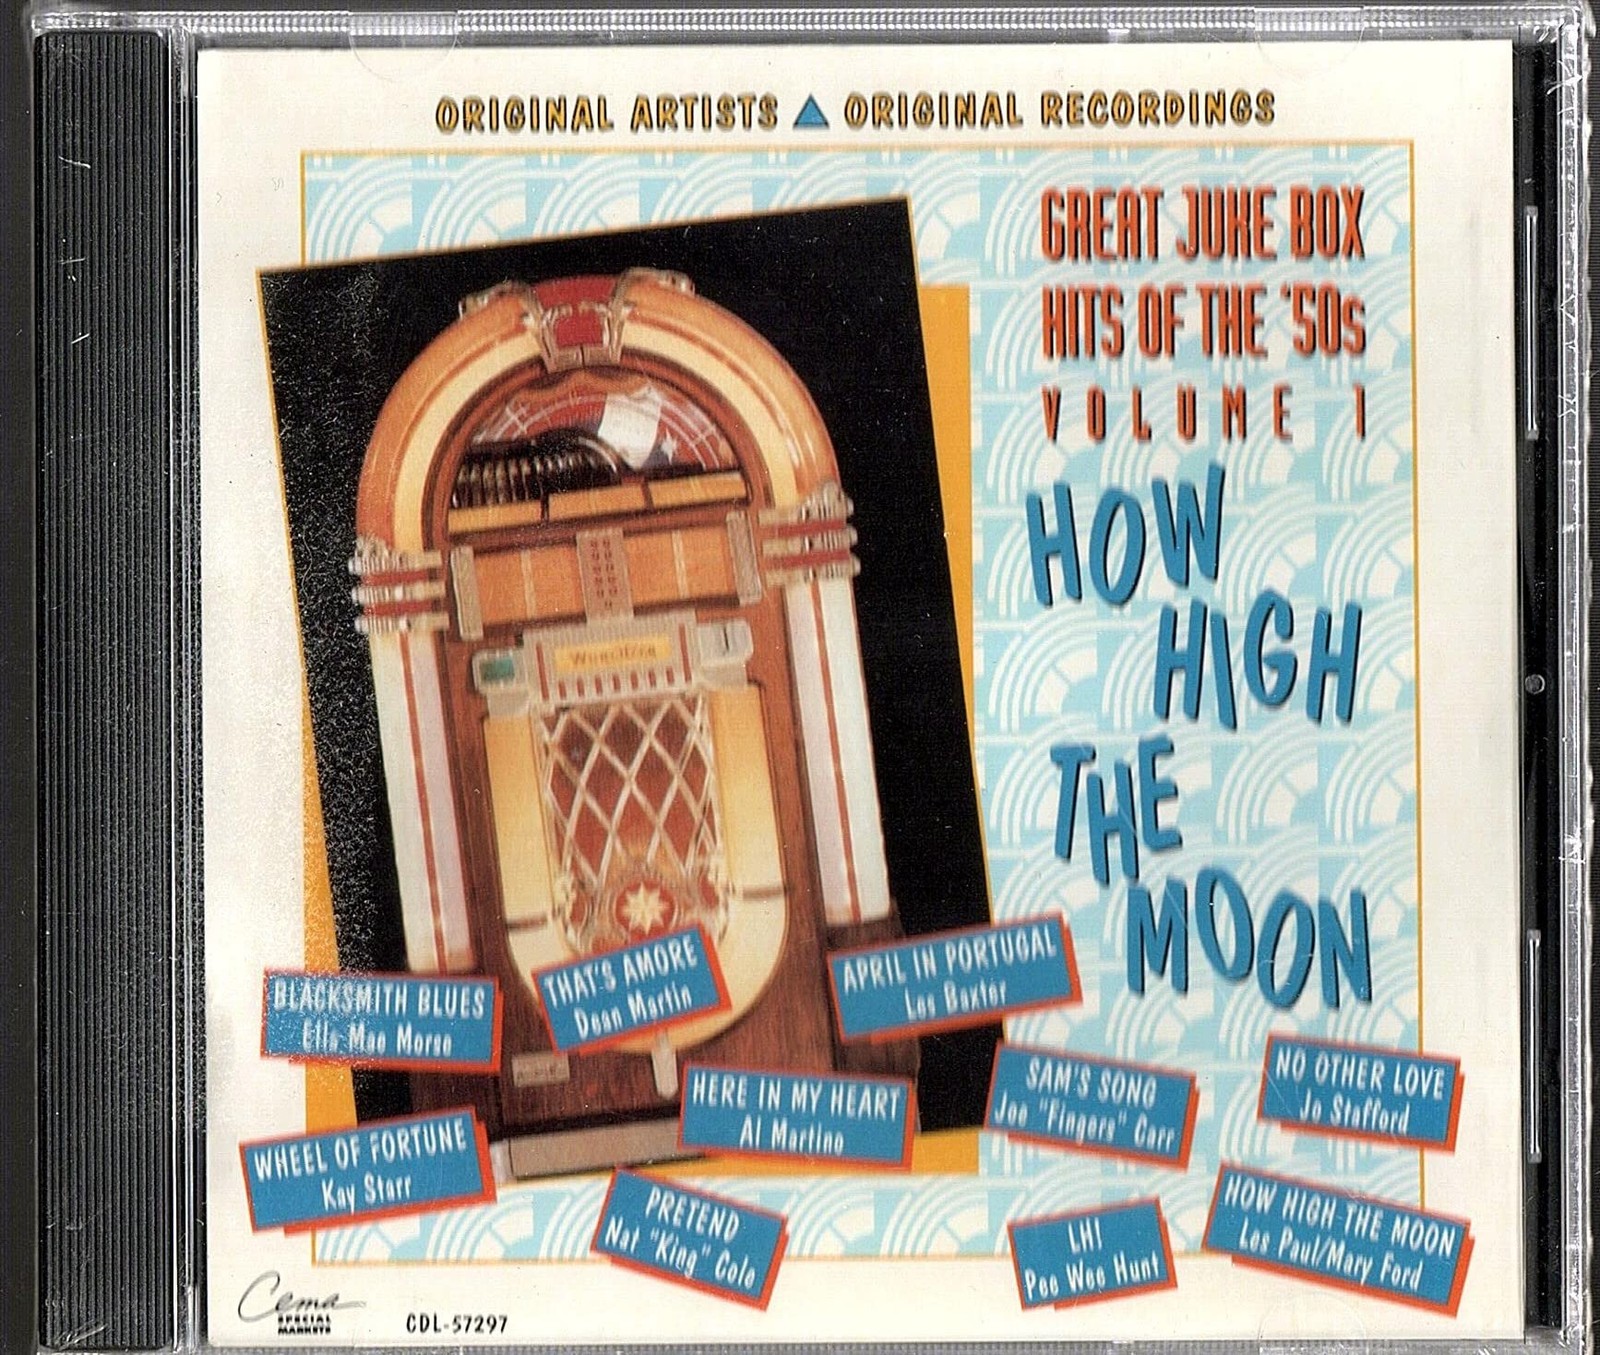 ORIGINAL ARTISTS ▲ ORIGINAL RECORDINGS
GREAT JUKE BOX
HITS OF THE '50s
VOLUME 1
HOW
HIGH
THE
MOON
Wurlitzer
BLACKSMITH BLUES
Ella Mae Morse
THAT'S AMORE
Dean Martin
APRIL IN PORTUGAL
Les Baxter
WHEEL OF FORTUNE
Kay Starr
HERE IN MY HEART
Al Martino
SAM'S SONG
Joe "Fingers" Carr
NO OTHER LOVE
Jo Stafford
PRETEND
Nat "King" Cole
LH!
Pee Wee Hunt
HOW HIGH THE MOON
Les Paul/Mary Ford
Cema
SPECIAL
MARKETS
CDL-57297